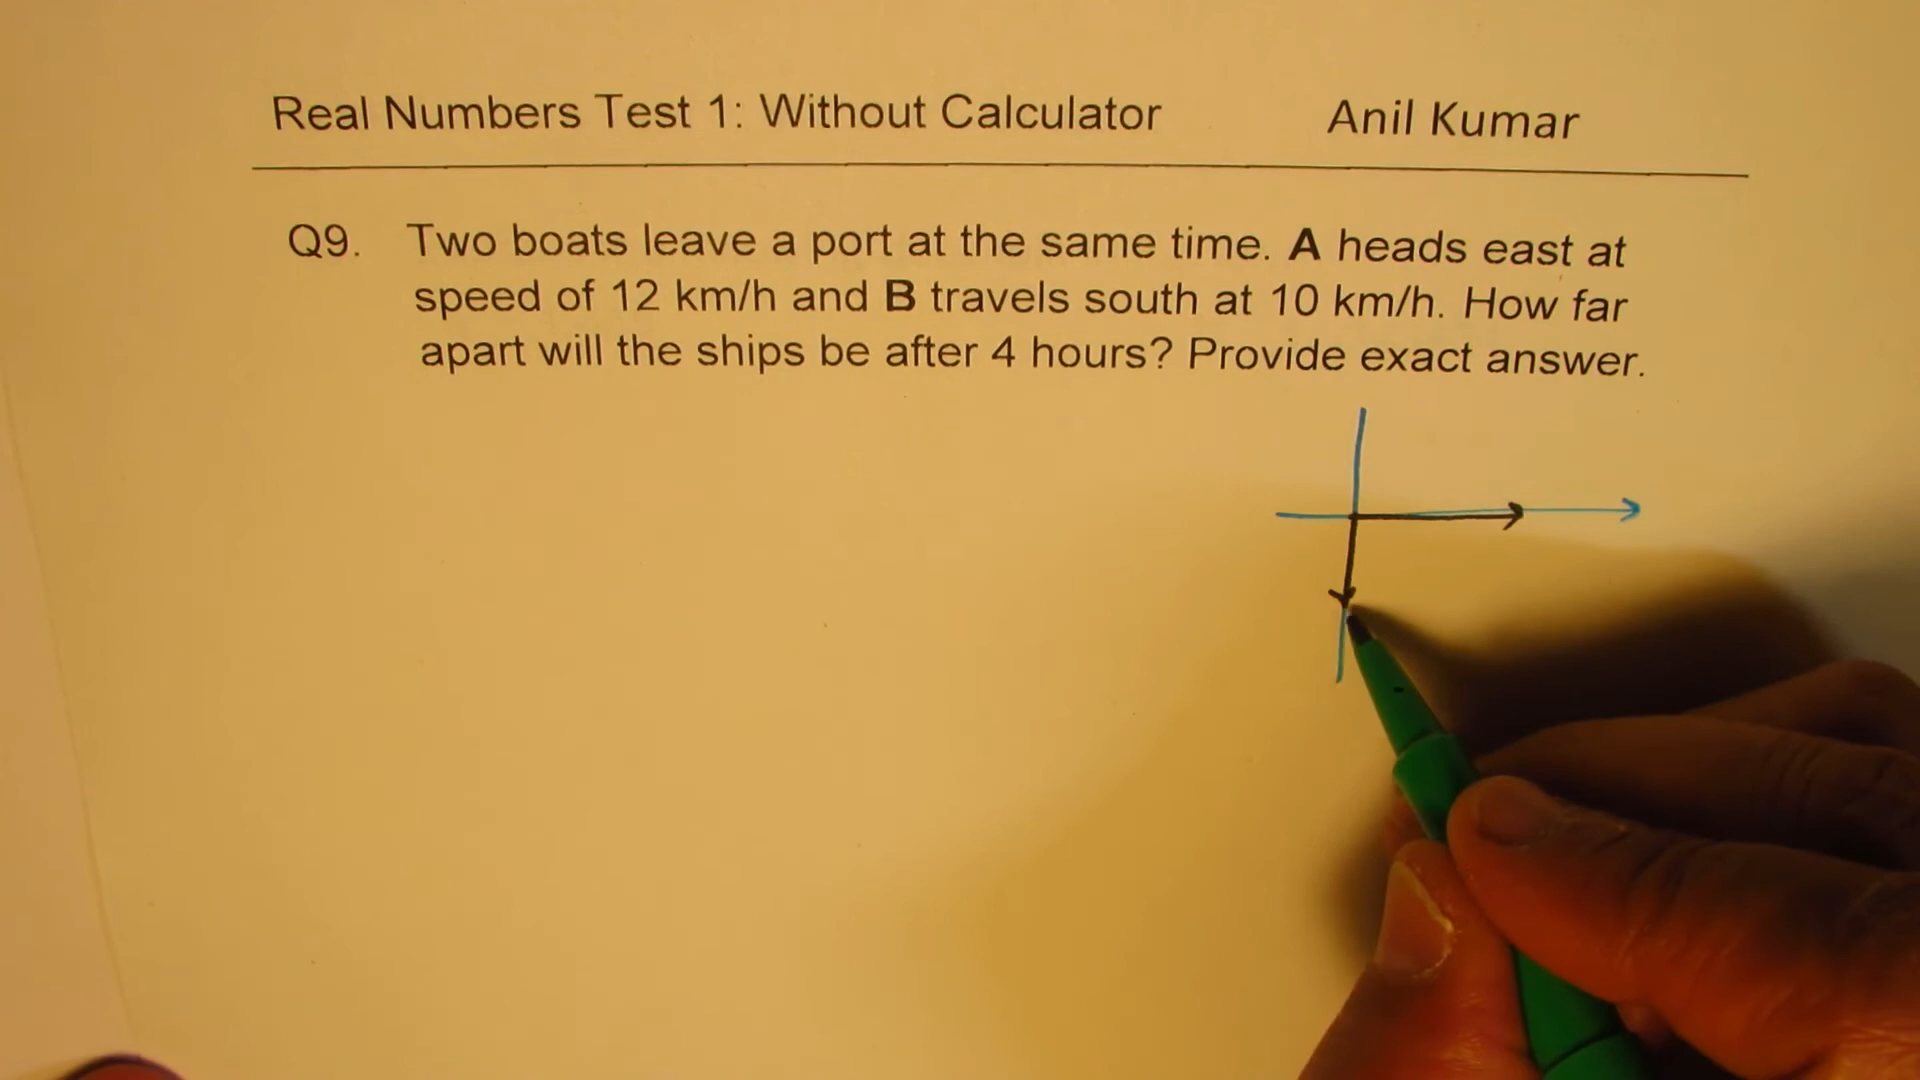 Real Numbers Test 1: Without Calculator Anil Kumar
Q9. Two boats leave a port at the same time. A heads east at
speed of 12 km/h and B travels south at 10 km/h. How far
apart will the ships be after 4 hours? Provide exact answer.